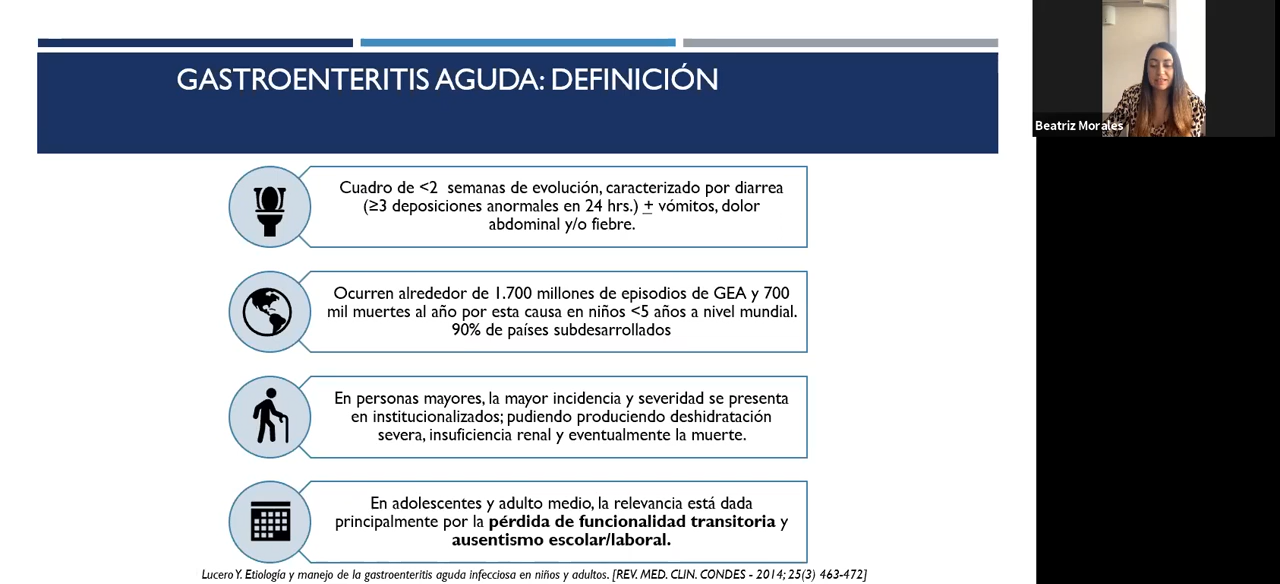 GASTROENTERITIS AGUDA: DEFINICIÓN
Beatriz Morales
Cuadro de <2 semanas de evolución, caracterizado por diarrea
(≥3 deposiciones anormales en 24 hrs.) ± vómitos, dolor
abdominal y/o fiebre.
Ocurren alrededor de 1.700 millones de episodios de GEA y 700
mil muertes al año por esta causa en niños <5 años a nivel mundial.
90% de países subdesarrollados
En personas mayores, la mayor incidencia y severidad se presenta
en institucionalizados; pudiendo produciendo deshidratación
severa, insuficiencia renal y eventualmente la muerte.
En adolescentes y adulto medio, la relevancia está dada
principalmente por la pérdida de funcionalidad transitoria y
ausentismo escolar/laboral.
Lucero Y. Etiología y manejo de la gastroenteritis aguda infecciosa en niños y adultos. [REV. MED. CLIN. CONDES - 2014; 25(3) 463-472]